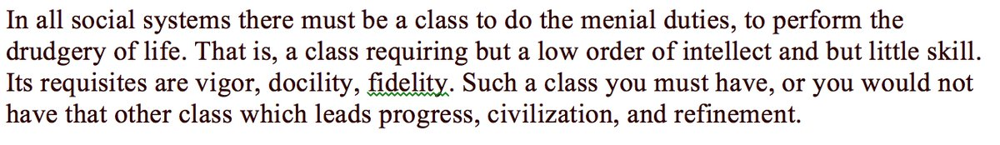 In all social systems there must be a class to do the menial duties, to perform the
drudgery of life. That is, a class requiring but a low order of intellect and but little skill.
Its requisites are vigor, docility, fidelity. Such a class you must have, or you would not
have that other class which leads progress, civilization, and refinement.